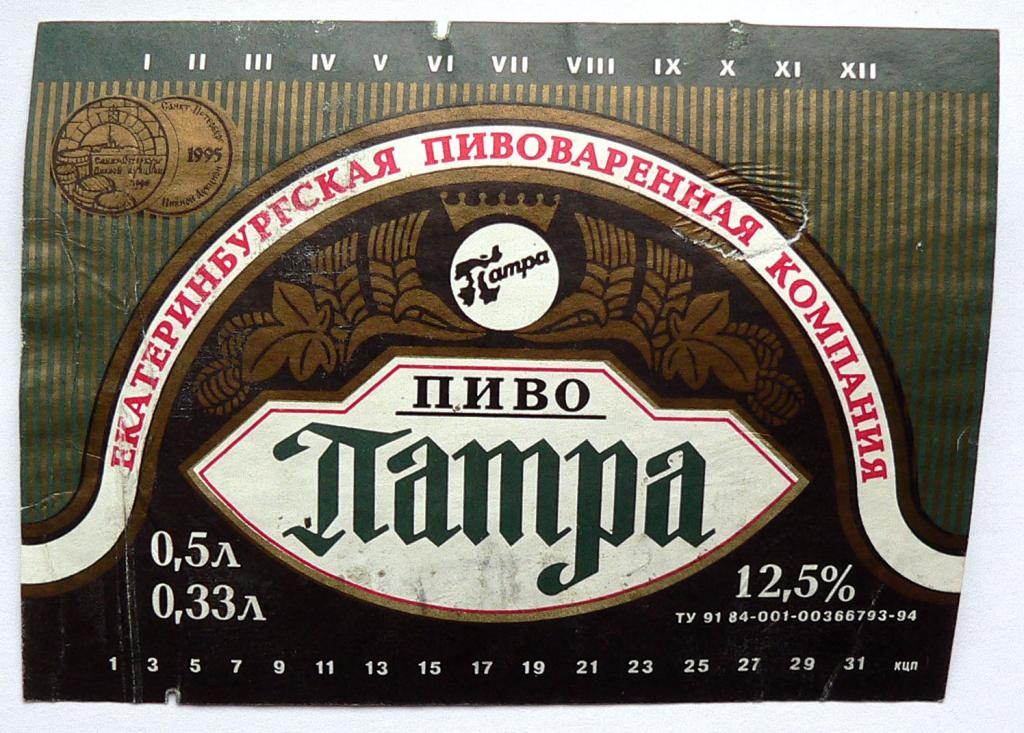 I II III IV V VI VII VIII IX X XI XII
Санкт-Петербург
1995
ЕКАТЕРИНБУРГСКАЯ ПИВОВАРЕННАЯ КОМПАНИЯ
Патра
ПИВО
Патра
0,5л
0,33л
12,5%
ТУ 91 84-001-00366793-94
1 3 5 7 9 11 13 15 17 19 21 23 25 27 29 31 КЦП